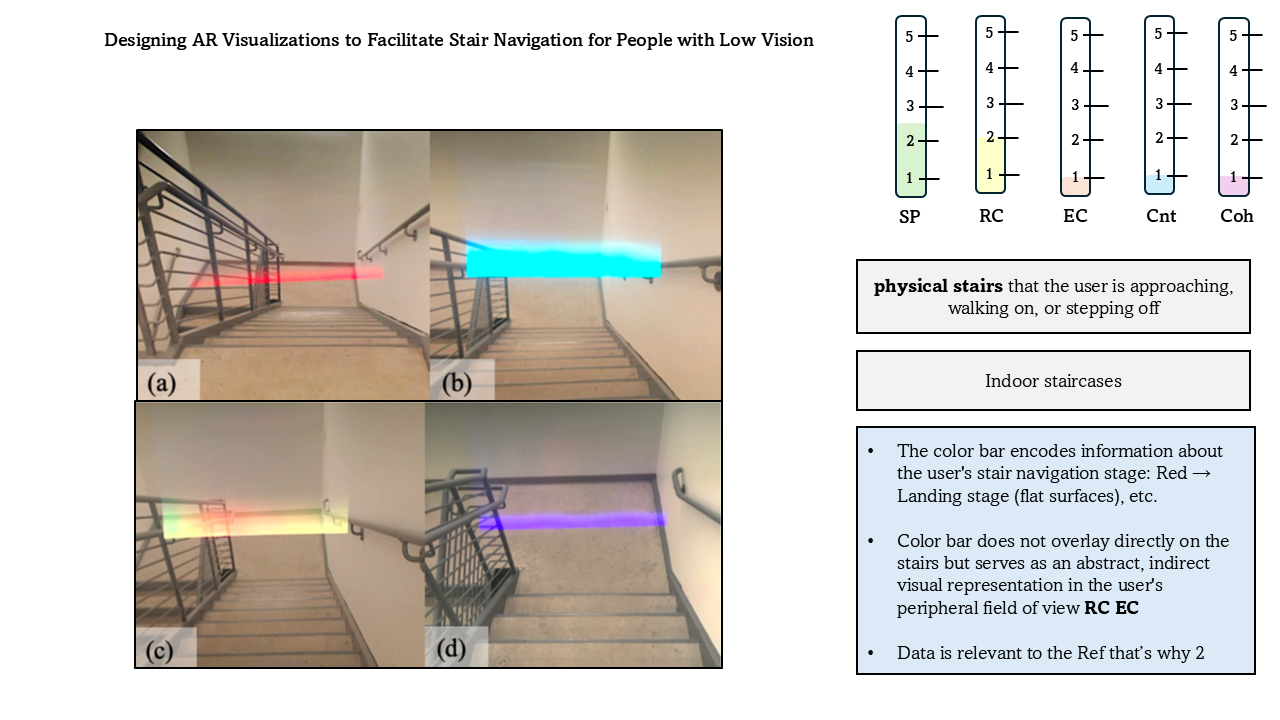 Designing AR Visualizations to Facilitate Stair Navigation for People with Low Vision
5 5 5 5 5
4 4 4 4 4
3 3 3 3 3
2 2 2 2 2
1 1 1 1 1
SP RC EC Cnt Coh
(a) (b)
(c) (d)
physical stairs that the user is approaching,
walking on, or stepping off
Indoor staircases
• The color bar encodes information about
the user's stair navigation stage: Red →
Landing stage (flat surfaces), etc.
• Color bar does not overlay directly on the
stairs but serves as an abstract, indirect
visual representation in the user's
peripheral field of view RC EC
• Data is relevant to the Ref that's why 2